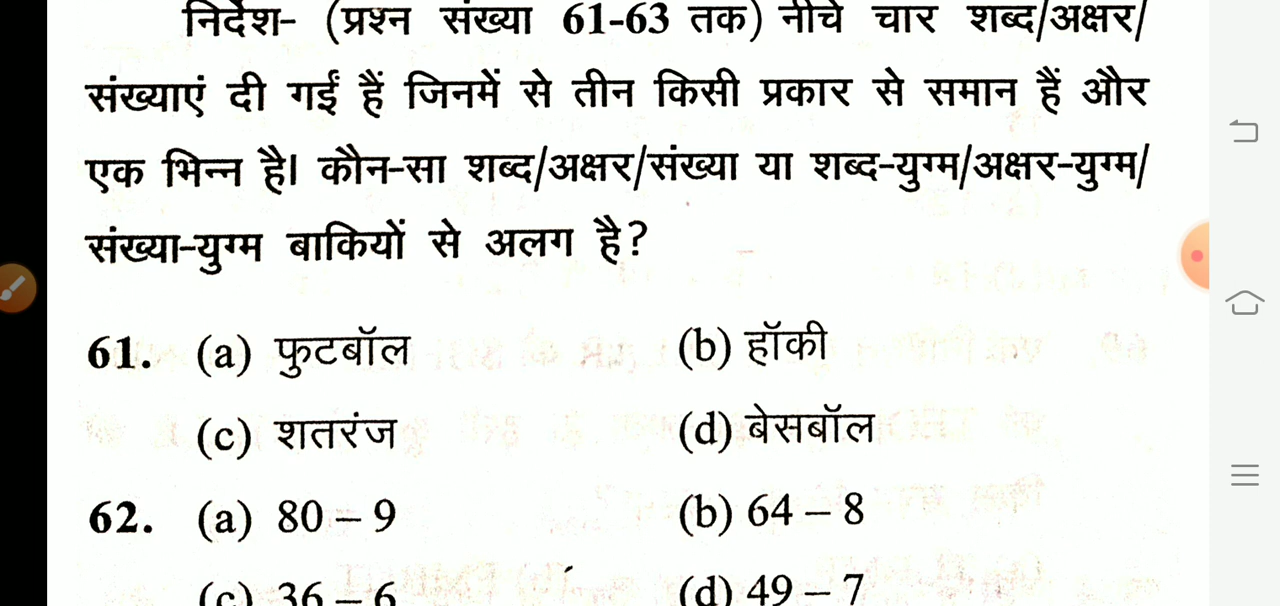 निर्देश- (प्रश्न संख्या 61-63 तक) नीचे चार शब्द/अक्षर/
संख्याएं दी गईं हैं जिनमें से तीन किसी प्रकार से समान हैं और
एक भिन्न है। कौन-सा शब्द/अक्षर/संख्या या शब्द-युग्म/अक्षर-युग्म/
संख्या-युग्म बाकियों से अलग है?
61. (a) फुटबॉल (b) हॉकी
(c) शतरंज (d) बेसबॉल
62. (a) 80 – 9 (b) 64 – 8
(c) 36 – 6 (d) 49 – 7